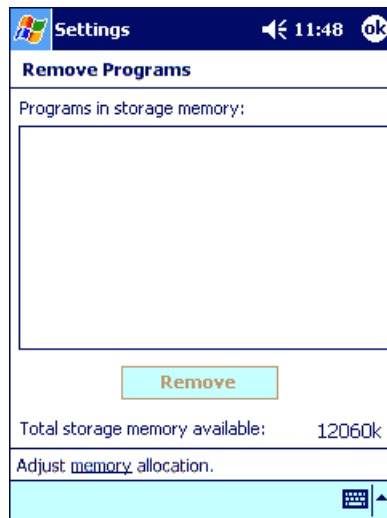 Settings 11:48 ok
Remove Programs
Programs in storage memory:
Remove
Total storage memory available: 12060k
Adjust memory allocation.